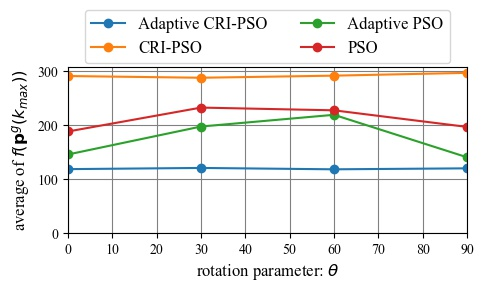 Adaptive CRI-PSO Adaptive PSO
CRI-PSO PSO
300
200
100
0
0 10 20 30 40 50 60 70 80 90
average of f(𝐩^g(k_max))
rotation parameter: θ